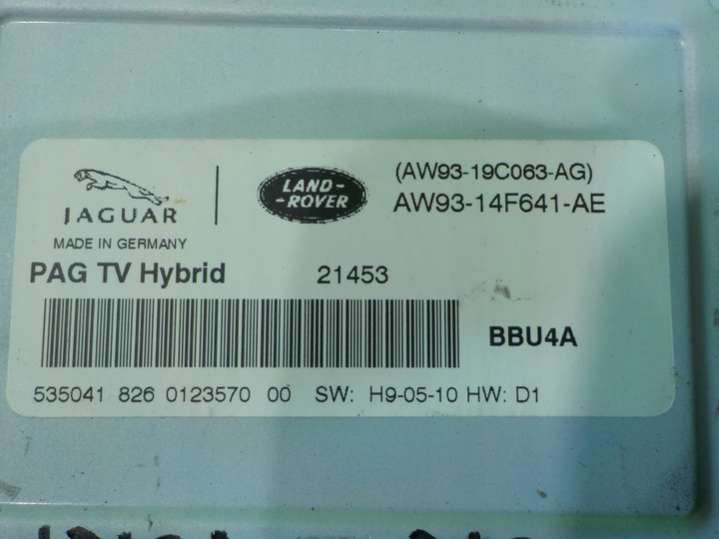 (AW93-19C063-AG)
JAGUAR
LAND-
-ROVER
AW93-14F641-AE
MADE IN GERMANY
PAG TV Hybrid 21453
BBU4A
535041 826 0123570 00 SW: H9-05-10 HW: D1